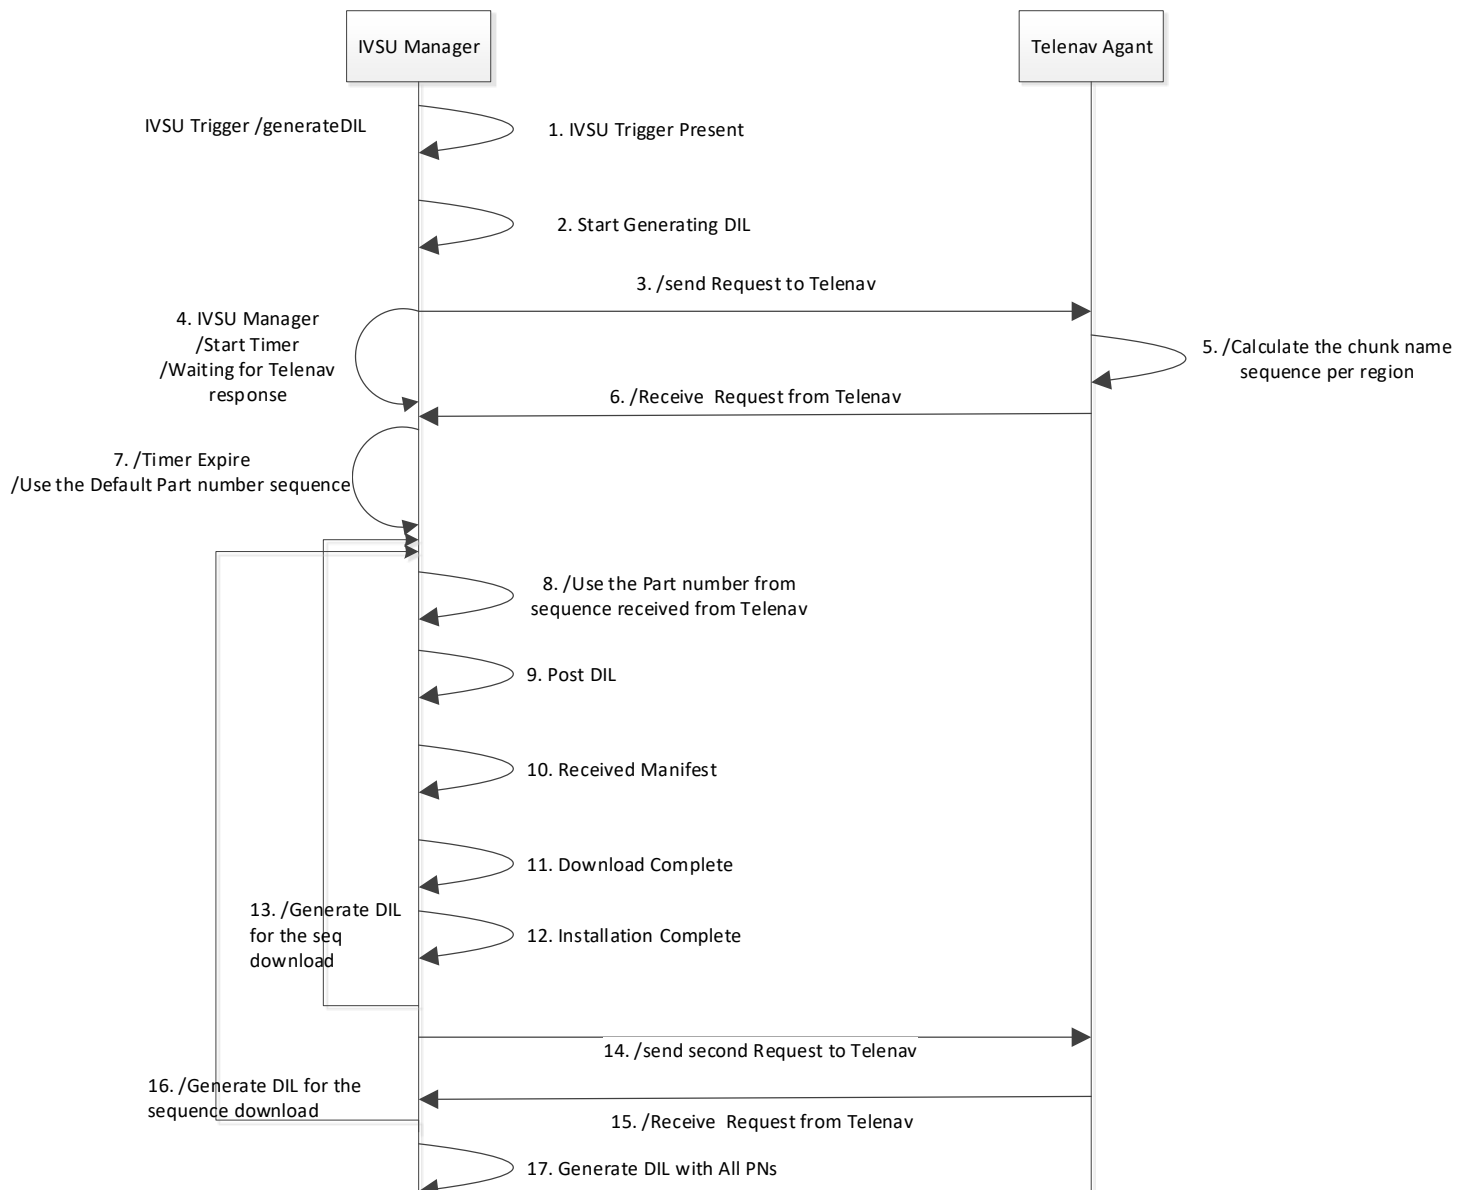 IVSU Manager
Telenav Agant
IVSU Trigger /generateDIL
1. IVSU Trigger Present
2. Start Generating DIL
3. /send Request to Telenav
4. IVSU Manager
/Start Timer
/Waiting for Telenav
response
5. /Calculate the chunk name
sequence per region
6. /Receive  Request from Telenav
7. /Timer Expire
/Use the Default Part number sequence
8. /Use the Part number from
sequence received from Telenav
9. Post DIL
10. Received Manifest
11. Download Complete
13. /Generate DIL
for the seq
download
12. Installation Complete
14. /send second Request to Telenav
16. /Generate DIL for the
sequence download
15. /Receive  Request from Telenav
17. Generate DIL with All PNs